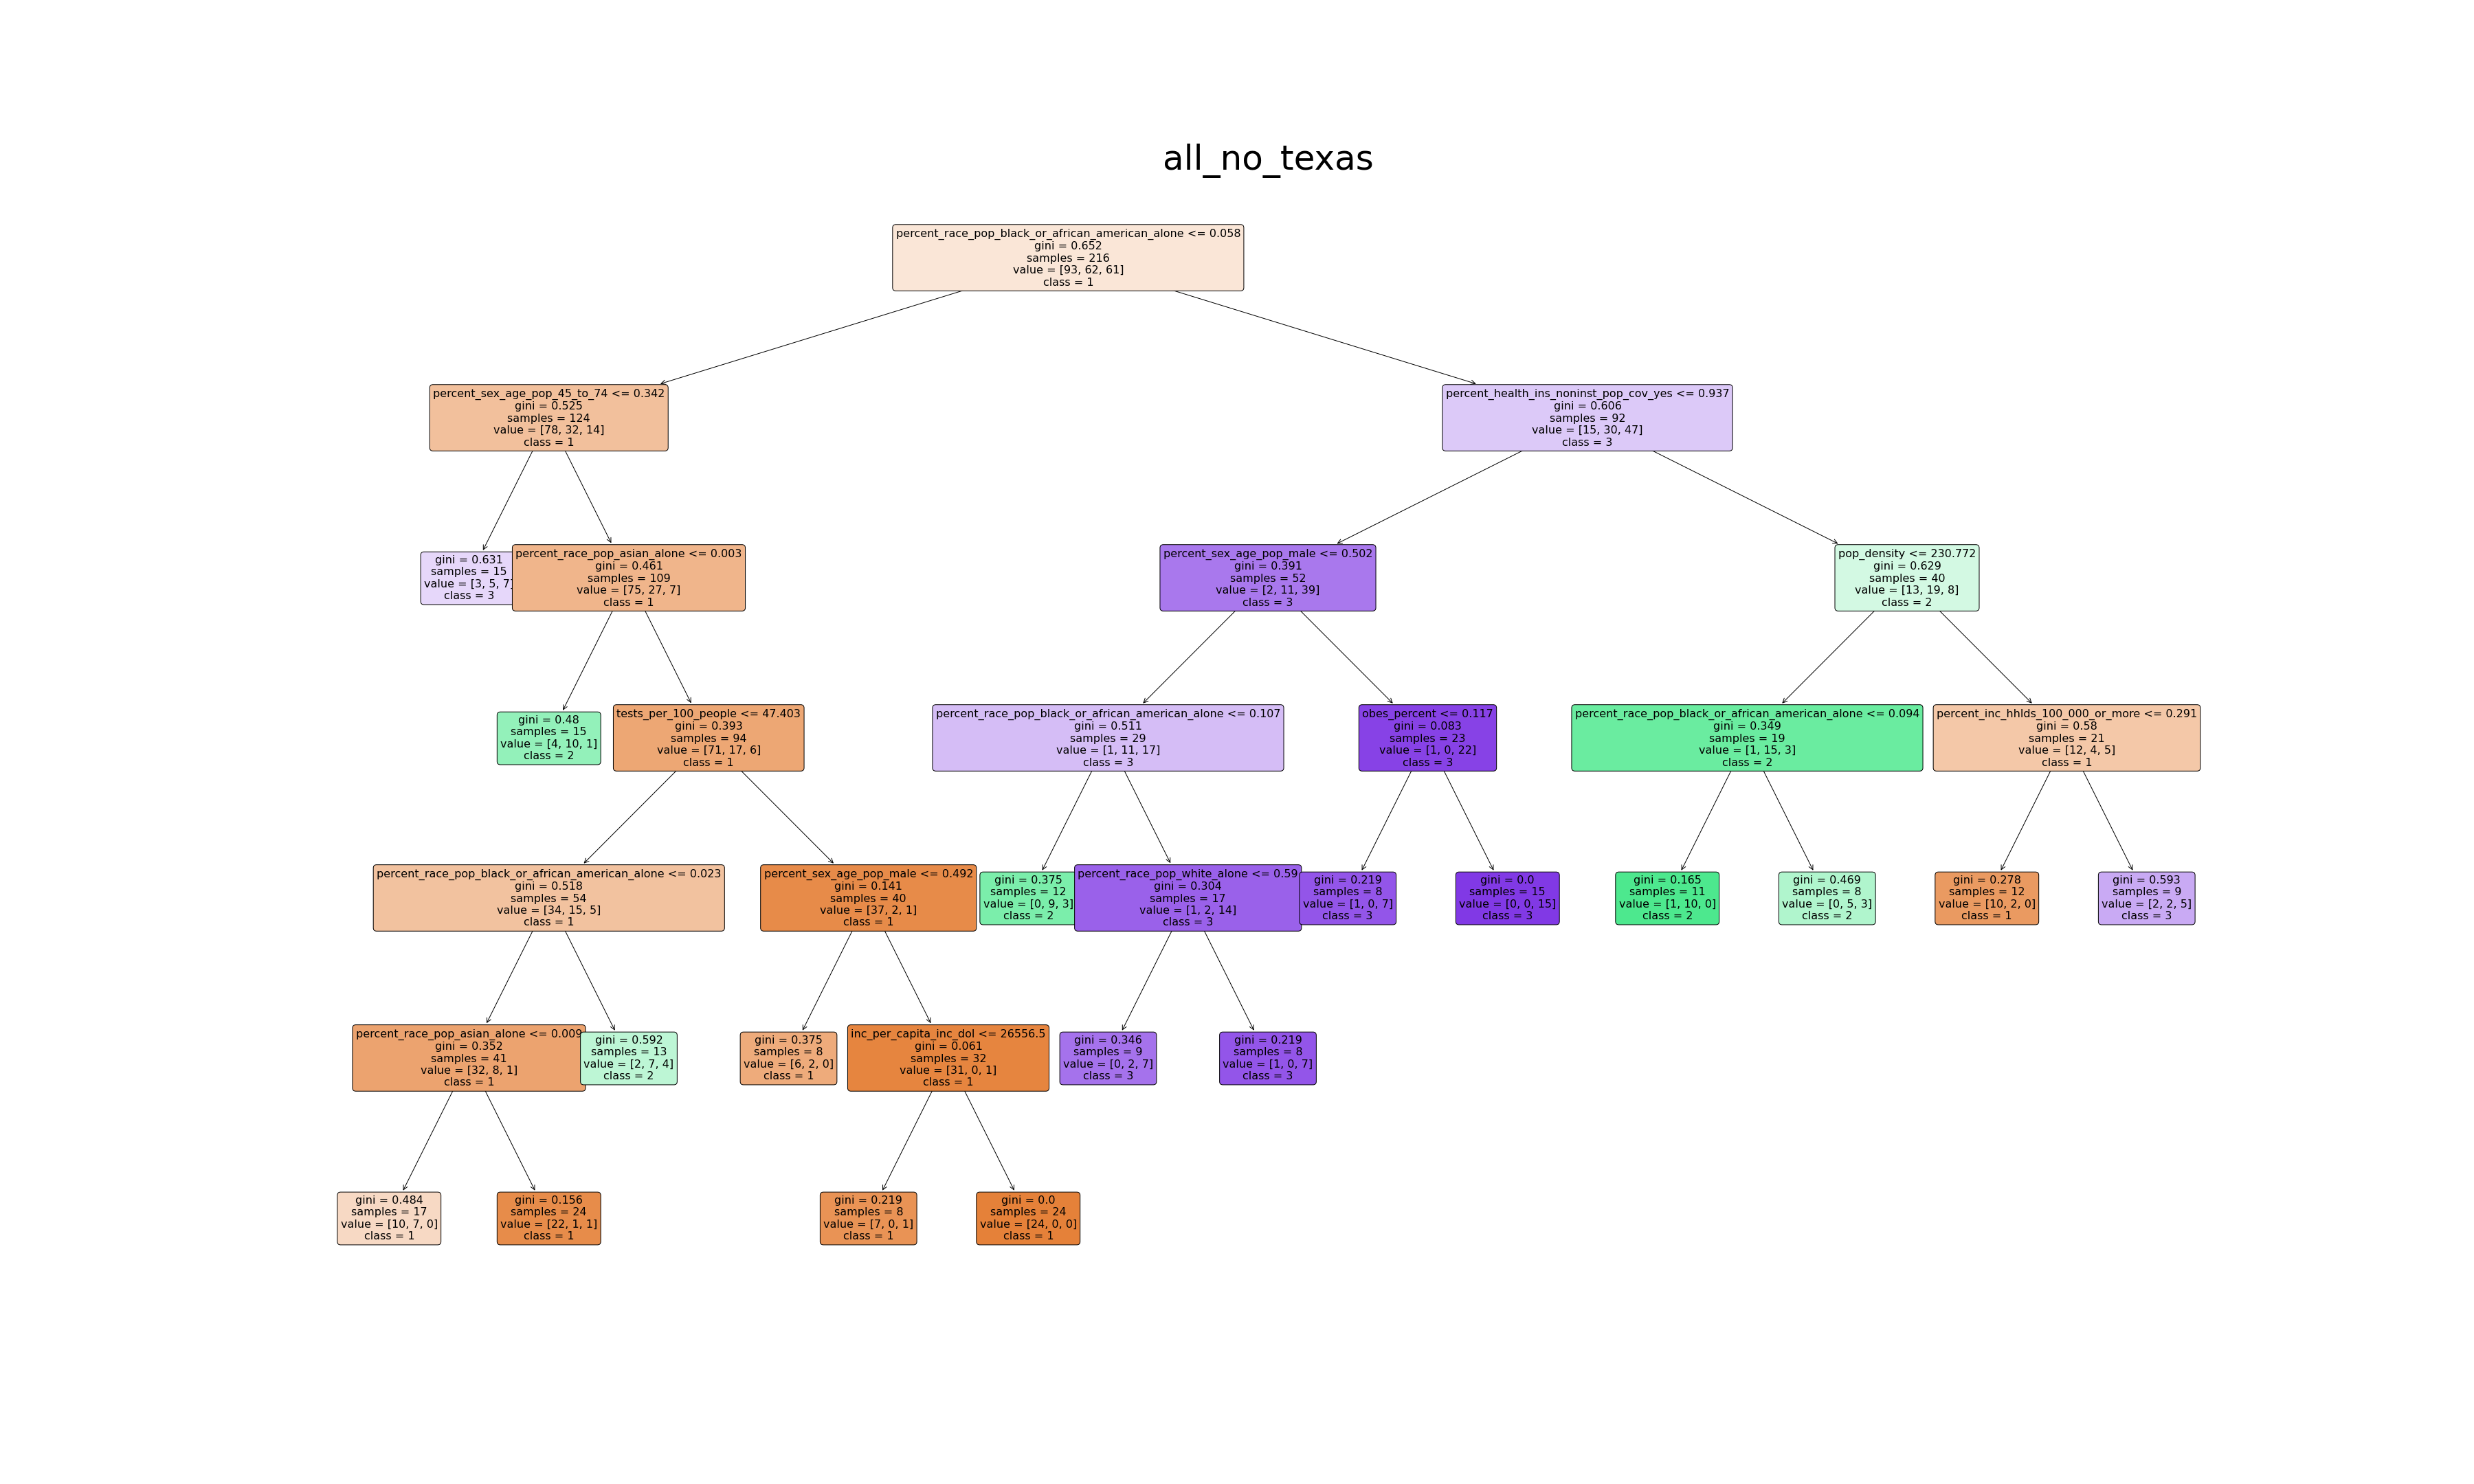 all_no_texas
percent_race_pop_black_or_african_american_alone <= 0.058
gini = 0.652
samples = 216
value = [93, 62, 61]
class = 1
percent_sex_age_pop_45_to_74 <= 0.342
gini = 0.525
samples = 124
value = [78, 32, 14]
class = 1
percent_health_ins_noninst_pop_cov_yes <= 0.937
gini = 0.606
samples = 92
value = [15, 30, 47]
class = 3
gini = 0.631
samples = 15
value = [3, 5, 7]
class = 3
percent_race_pop_asian_alone <= 0.003
gini = 0.461
samples = 109
value = [75, 27, 7]
class = 1
percent_sex_age_pop_male <= 0.502
gini = 0.391
samples = 52
value = [2, 11, 39]
class = 3
pop_density <= 230.772
gini = 0.629
samples = 40
value = [13, 19, 8]
class = 2
gini = 0.48
samples = 15
value = [4, 10, 1]
class = 2
tests_per_100_people <= 47.403
gini = 0.393
samples = 94
value = [71, 17, 6]
class = 1
percent_race_pop_black_or_african_american_alone <= 0.107
gini = 0.511
samples = 29
value = [1, 11, 17]
class = 3
obes_percent <= 0.117
gini = 0.083
samples = 23
value = [1, 0, 22]
class = 3
percent_race_pop_black_or_african_american_alone <= 0.094
gini = 0.349
samples = 19
value = [1, 15, 3]
class = 2
percent_inc_hhlds_100_000_or_more <= 0.291
gini = 0.58
samples = 21
value = [12, 4, 5]
class = 1
percent_race_pop_black_or_african_american_alone <= 0.023
gini = 0.518
samples = 54
value = [34, 15, 5]
class = 1
percent_sex_age_pop_male <= 0.492
gini = 0.141
samples = 40
value = [37, 2, 1]
class = 1
gini = 0.375
samples = 12
value = [0, 9, 3]
class = 2
percent_race_pop_white_alone <= 0.59
gini = 0.304
samples = 17
value = [1, 2, 14]
class = 3
gini = 0.219
samples = 8
value = [1, 0, 7]
class = 3
gini = 0.0
samples = 15
value = [0, 0, 15]
class = 3
gini = 0.165
samples = 11
value = [1, 10, 0]
class = 2
gini = 0.469
samples = 8
value = [0, 5, 3]
class = 2
gini = 0.278
samples = 12
value = [10, 2, 0]
class = 1
gini = 0.593
samples = 9
value = [2, 2, 5]
class = 3
percent_race_pop_asian_alone <= 0.009
gini = 0.352
samples = 41
value = [32, 8, 1]
class = 1
gini = 0.592
samples = 13
value = [2, 7, 4]
class = 2
gini = 0.375
samples = 8
value = [6, 2, 0]
class = 1
inc_per_capita_inc_dol <= 26556.5
gini = 0.061
samples = 32
value = [31, 0, 1]
class = 1
gini = 0.346
samples = 9
value = [0, 2, 7]
class = 3
gini = 0.219
samples = 8
value = [1, 0, 7]
class = 3
gini = 0.484
samples = 17
value = [10, 7, 0]
class = 1
gini = 0.156
samples = 24
value = [22, 1, 1]
class = 1
gini = 0.219
samples = 8
value = [7, 0, 1]
class = 1
gini = 0.0
samples = 24
value = [24, 0, 0]
class = 1